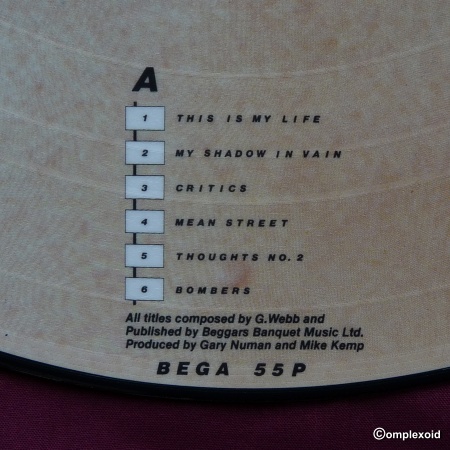 A
1 THIS IS MY LIFE
2 MY SHADOW IN VAIN
3 CRITICS
4 MEAN STREET
5 THOUGHTS NO. 2
6 BOMBERS
All titles composed by G.Webb and
Published by Beggars Banquet Music Ltd.
Produced by Gary Numan and Mike Kemp
BEGA 55P
©omplexoid